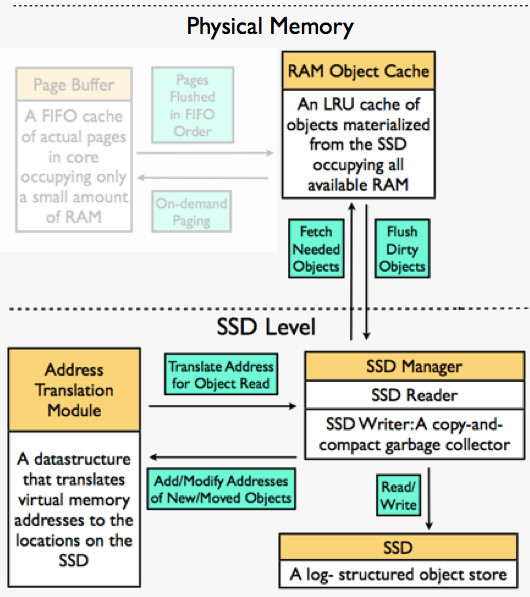 Physical Memory
Page Buffer
A FIFO cache
of actual pages
in core
occupying only
a small amount
of RAM
Pages
Flushed
in FIFO
Order
On-demand
Paging
RAM Object Cache
An LRU cache of
objects materialized
from the SSD
occupying all
available RAM
Fetch
Needed
Objects
Flush
Dirty
Objects
SSD Level
Address
Translation
Module
A datastructure
that translates
virtual memory
addresses to the
locations on the
SSD
Translate Address
for Object Read
Add/Modify Addresses
of New/Moved Objects
SSD Manager
SSD Reader
SSD Writer: A copy-and-
compact garbage collector
Read/
Write
SSD
A log- structured object store